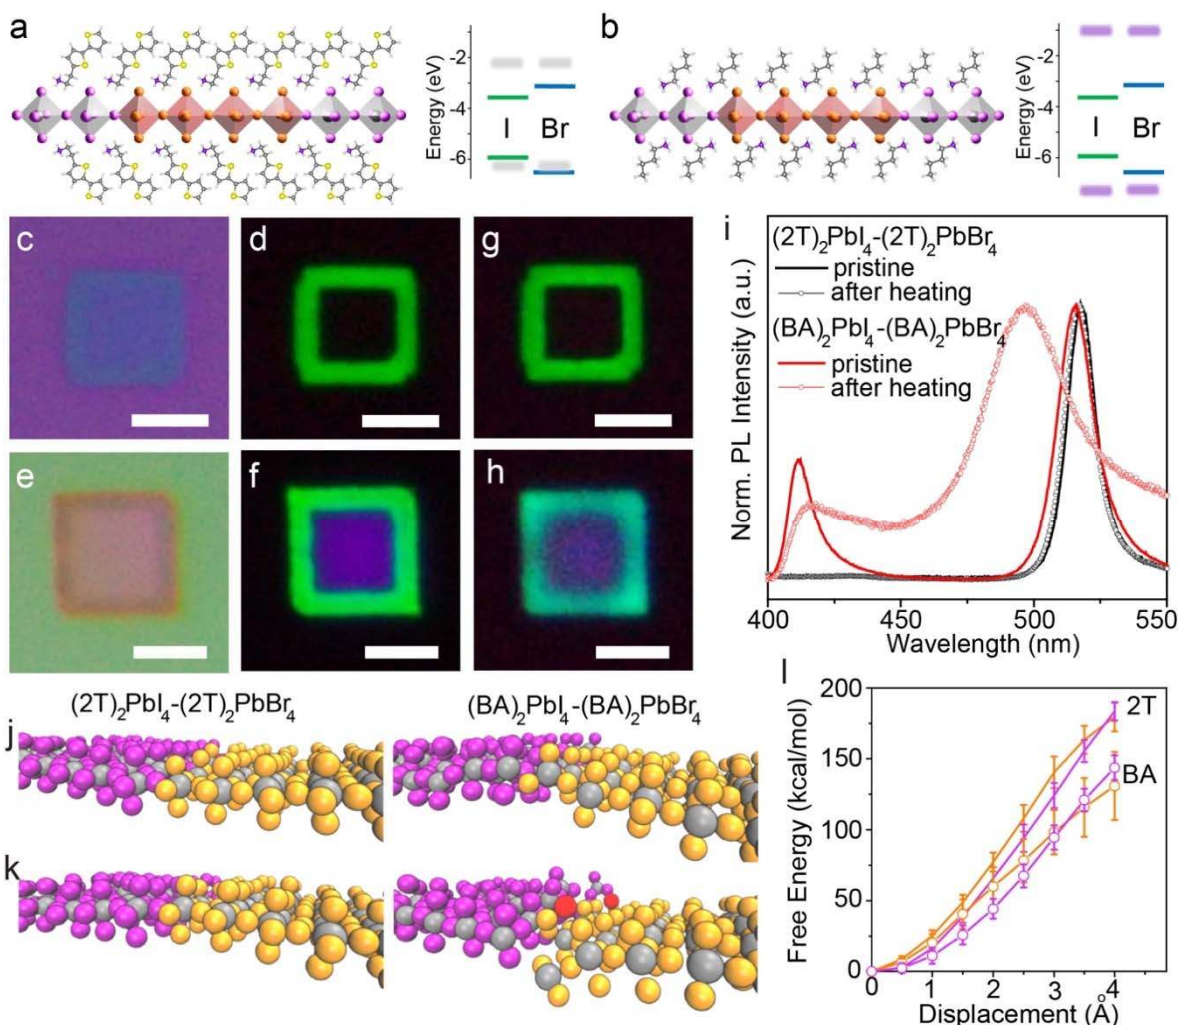 a
Energy (eV)
-2
-4
-6
I
Br
b
Energy (eV)
-2
-4
-6
I
Br
c
d
g
e
f
h
i
Norm. PL Intensity (a.u.)
(2T)₂PbI₄-(2T)₂PbBr₄
pristine
after heating
(BA)₂PbI₄-(BA)₂PbBr₄
pristine
after heating
400 450 500 550
Wavelength (nm)
(2T)₂PbI₄-(2T)₂PbBr₄
(BA)₂PbI₄-(BA)₂PbBr₄
j
k
l
Free Energy (kcal/mol)
200
150
100
50
0
2T
BA
0 1 2 3 4
Displacement (Å)